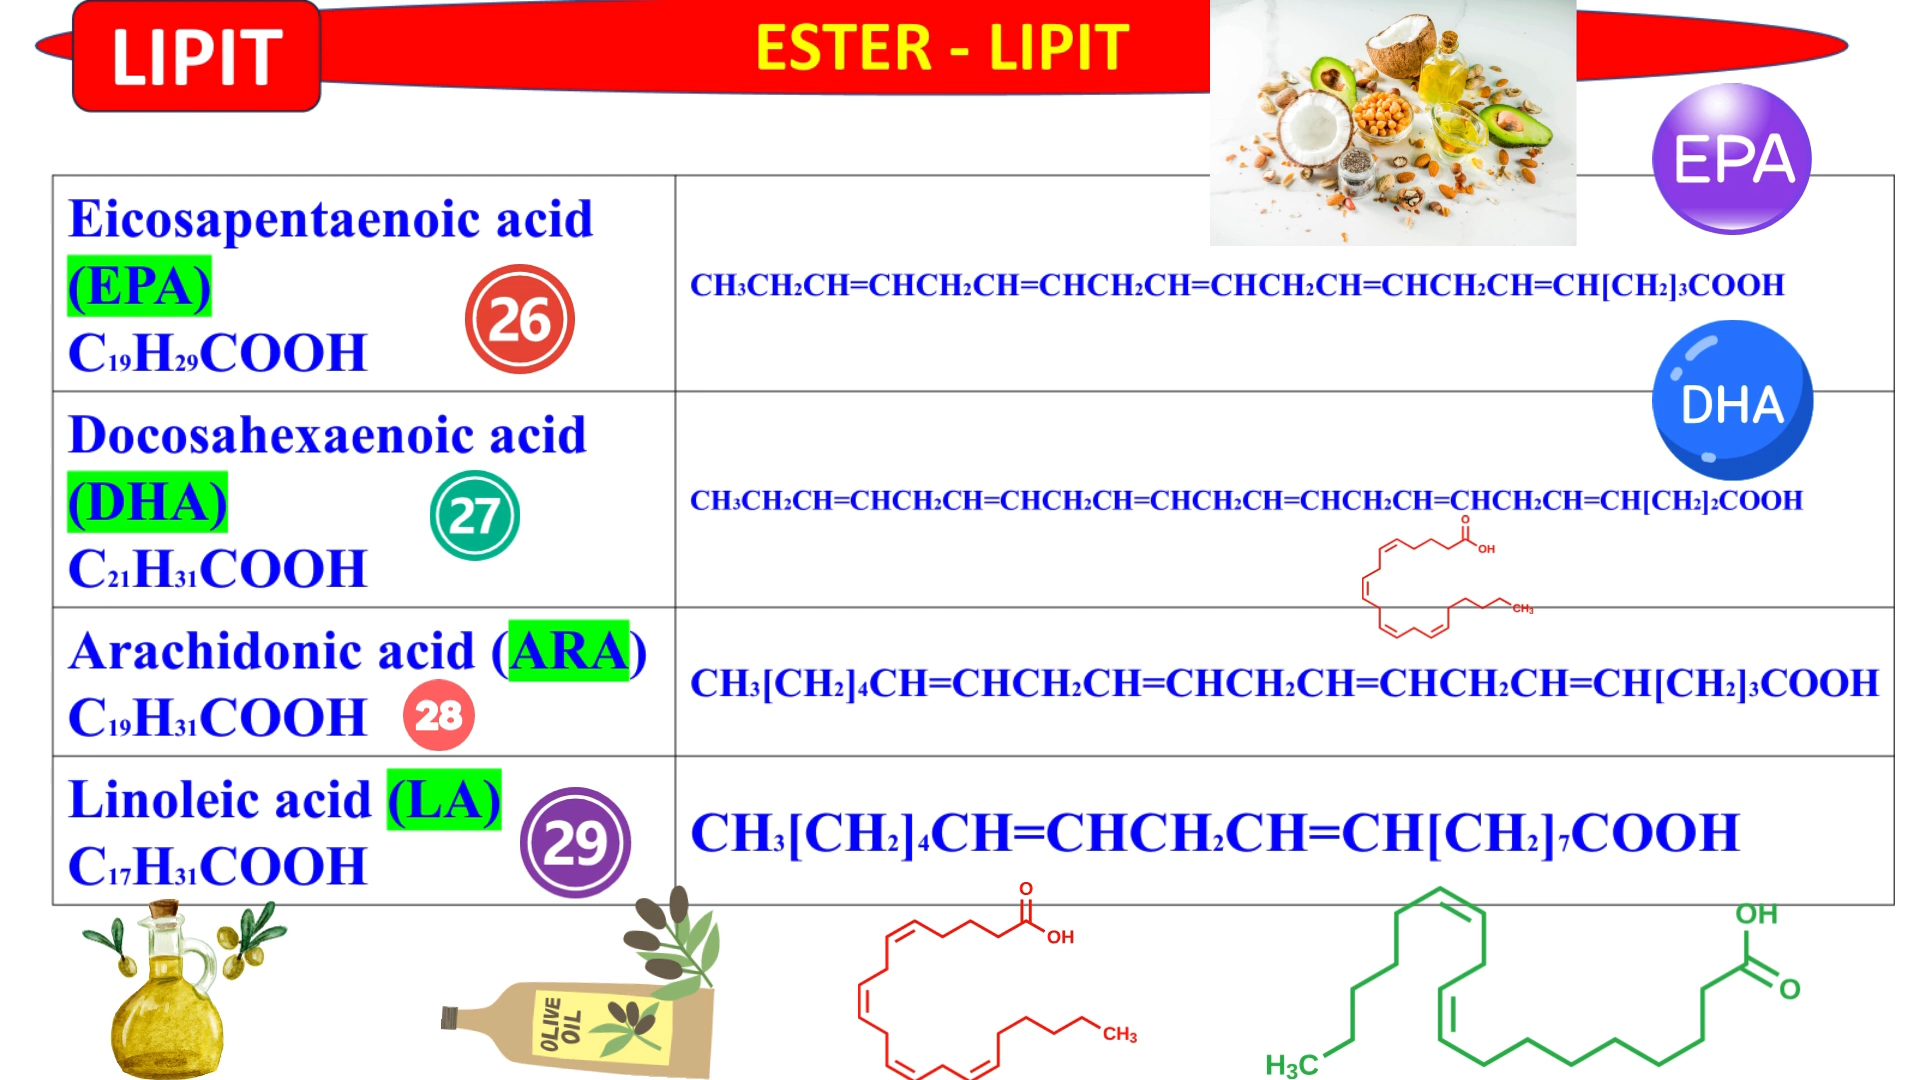 LIPIT
ESTER - LIPIT
EPA
Eicosapentaenoic acid
(EPA)
C₁₉H₂₉COOH
26
CH₃CH₂CH=CHCH₂CH=CHCH₂CH=CHCH₂CH=CHCH₂CH=CH[CH₂]₃COOH
DHA
Docosahexaenoic acid
(DHA)
C₂₁H₃₁COOH
27
CH₃CH₂CH=CHCH₂CH=CHCH₂CH=CHCH₂CH=CHCH₂CH=CHCH₂CH=CH[CH₂]₂COOH
O
OH
CH₃
Arachidonic acid (ARA)
C₁₉H₃₁COOH
28
CH₃[CH₂]₄CH=CHCH₂CH=CHCH₂CH=CHCH₂CH=CH[CH₂]₃COOH
Linoleic acid (LA)
C₁₇H₃₁COOH
29
CH₃[CH₂]₄CH=CHCH₂CH=CH[CH₂]₇COOH
OLIVE
OIL
O
OH
CH₃
OH
O
H₃C